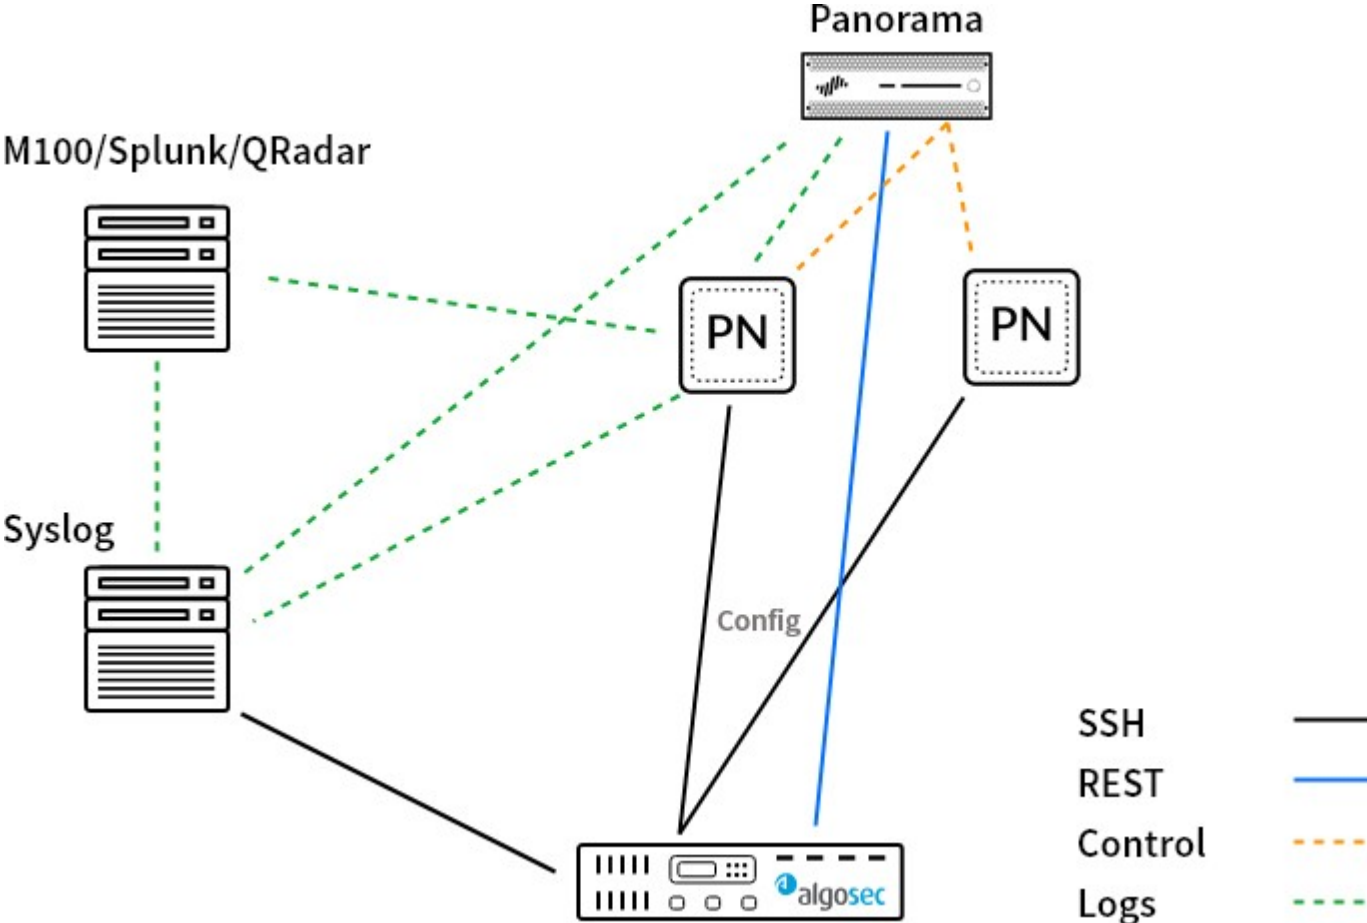 Panorama
M100/Splunk/QRadar
PN
PN
Syslog
Config
SSH
REST
Control
Logs
algosec